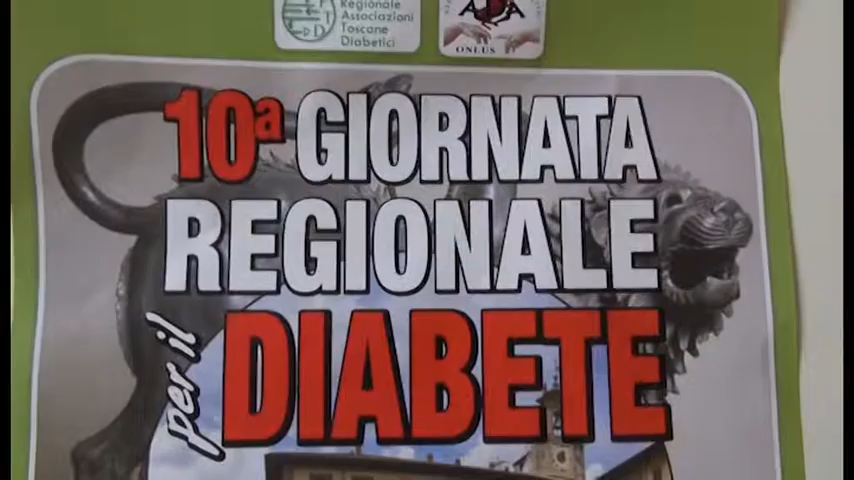 Regionale
Associazioni
Toscane
Diabetici
ONLUS
10ª GIORNATA
REGIONALE
per il DIABETE